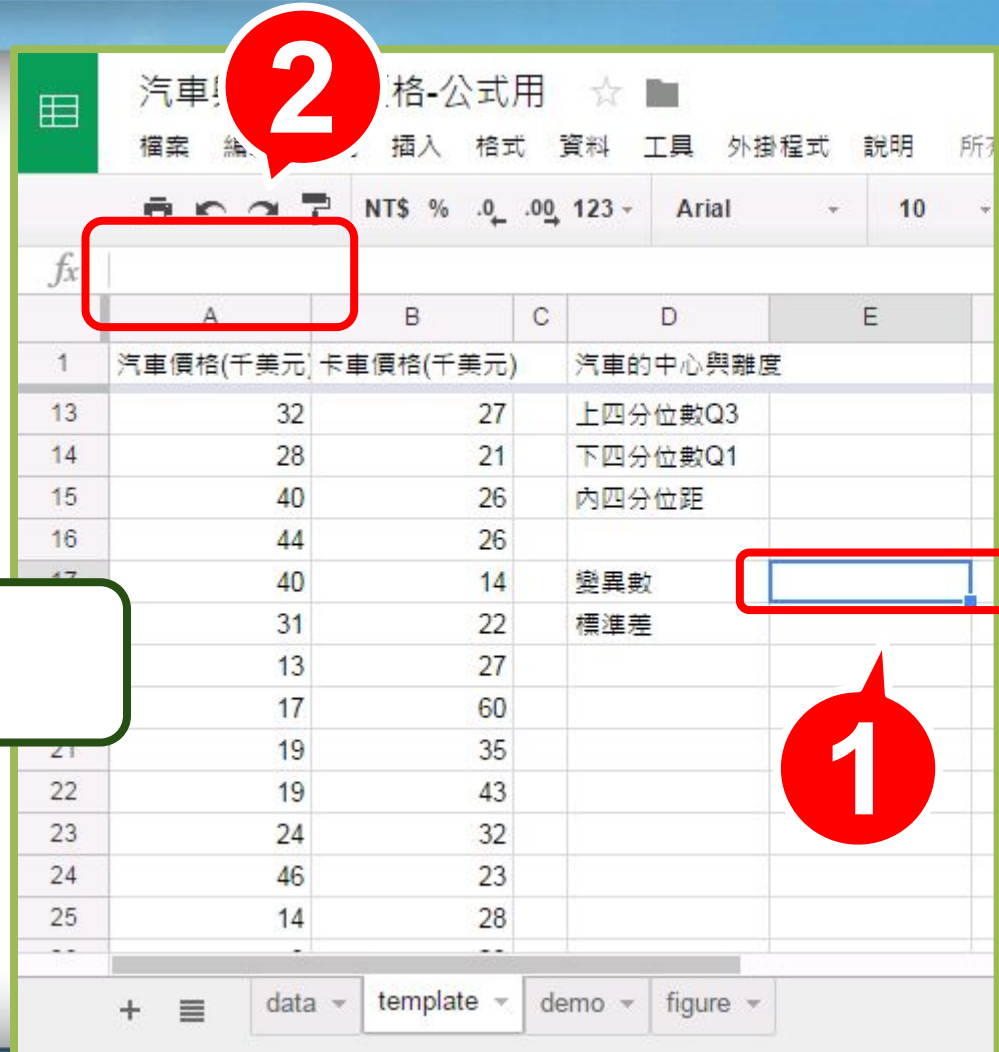 2
汽車 格-公式用
檔案 插入 格式 資料 工具 外掛程式 說明
NT$ % .0 .00 123 Arial 10
fx
A B C D E
1 汽車價格(千美元) 卡車價格(千美元) 汽車的中心與離度
13 32 27 上四分位數Q3
14 28 21 下四分位數Q1
15 40 26 內四分位距
16 44 26
40 14 變異數
31 22 標準差
13 27
17 60
21 19 35
22 19 43
23 24 32
24 46 23
25 14 28
1
+ data template demo figure